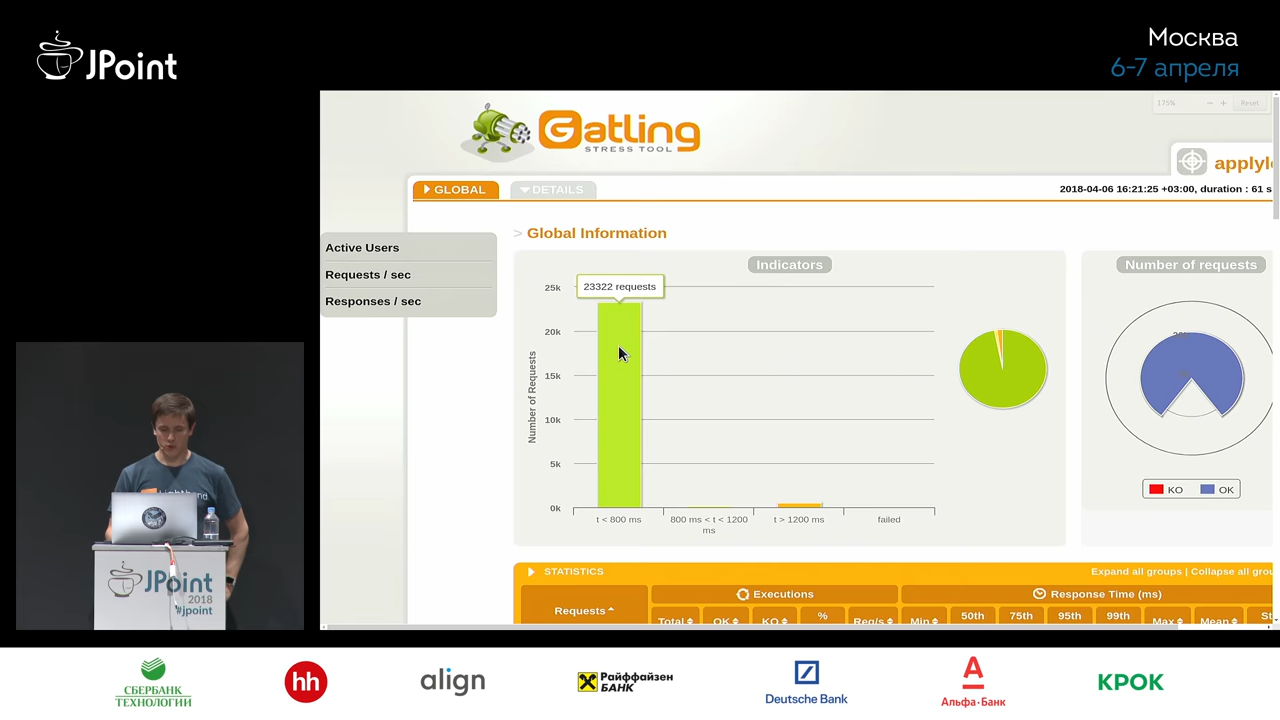 JPoint
Москва
6-7 апреля
Gatling
STRESS TOOL
175%
Reset
GLOBAL
DETAILS
2018-04-06 16:21:25 +03:00, duration : 61 s
Active Users
Requests / sec
Responses / sec
> Global Information
Indicators
Number of requests
23322 requests
25k
20k
15k
10k
5k
0k
Number of Requests
t < 800 ms
800 ms < t < 1200
ms
t > 1200 ms
failed
KO
OK
STATISTICS
Expand all groups | Collapse all grou
Requests
Executions
Response Time (ms)
Total
OK
KO
%
Req/s
Min
50th
75th
95th
99th
Max
Mean
St
JPoint
2018
#jpoint
СБЕРБАНК
ТЕХНОЛОГИИ
hh
align
Райффайзен
БАНК
Deutsche Bank
А
Альфа·Банк
КРОК